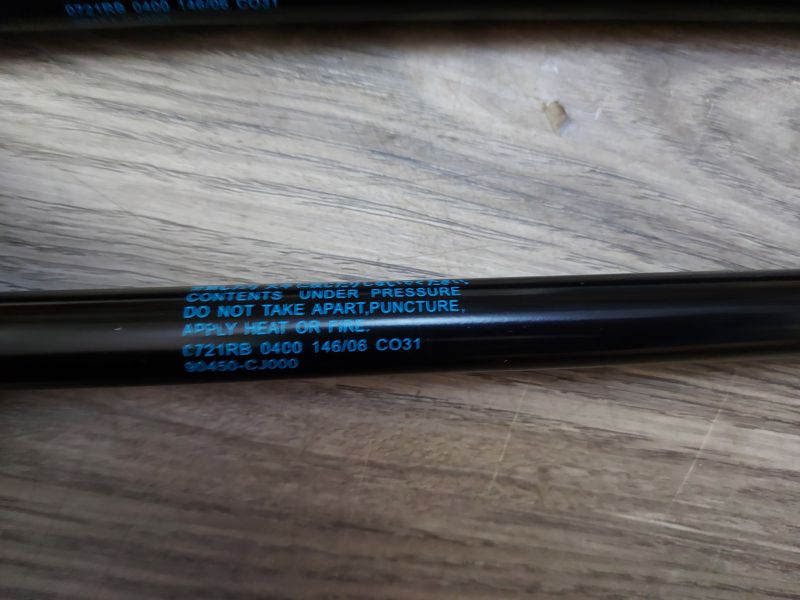 0721RB 0400 146/06 CO31
CONTENTS UNDER PRESSURE
DO NOT TAKE APART,PUNCTURE,
APPLY HEAT OR FIRE.
0721RB 0400 146/06 CO31
90450-CJ000